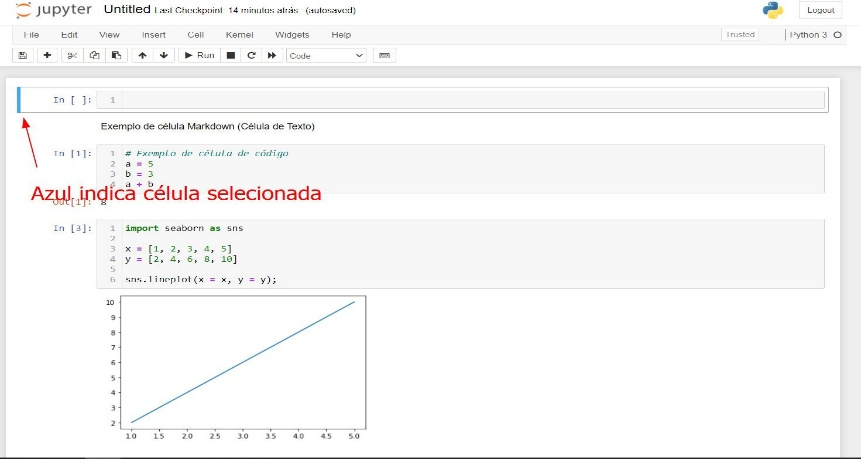 jupyter Untitled Last Checkpoint: 14 minutos atrás (autosaved) Logout
File Edit View Insert Cell Kernel Widgets Help Trusted Python 3
Run Code
In [ ]: 1
Exemplo de célula Markdown (Célula de Texto)
In [1]: 1 # Exemplo de célula de código
2 a = 5
3 b = 3
4 a + b
Azul indica célula selecionada
Out[1]: 8
In [3]: 1 import seaborn as sns
2
3 x = [1, 2, 3, 4, 5]
4 y = [2, 4, 6, 8, 10]
5
6 sns.lineplot(x = x, y = y);
10
9
8
7
6
5
4
3
2
1.0 1.5 2.0 2.5 3.0 3.5 4.0 4.5 5.0